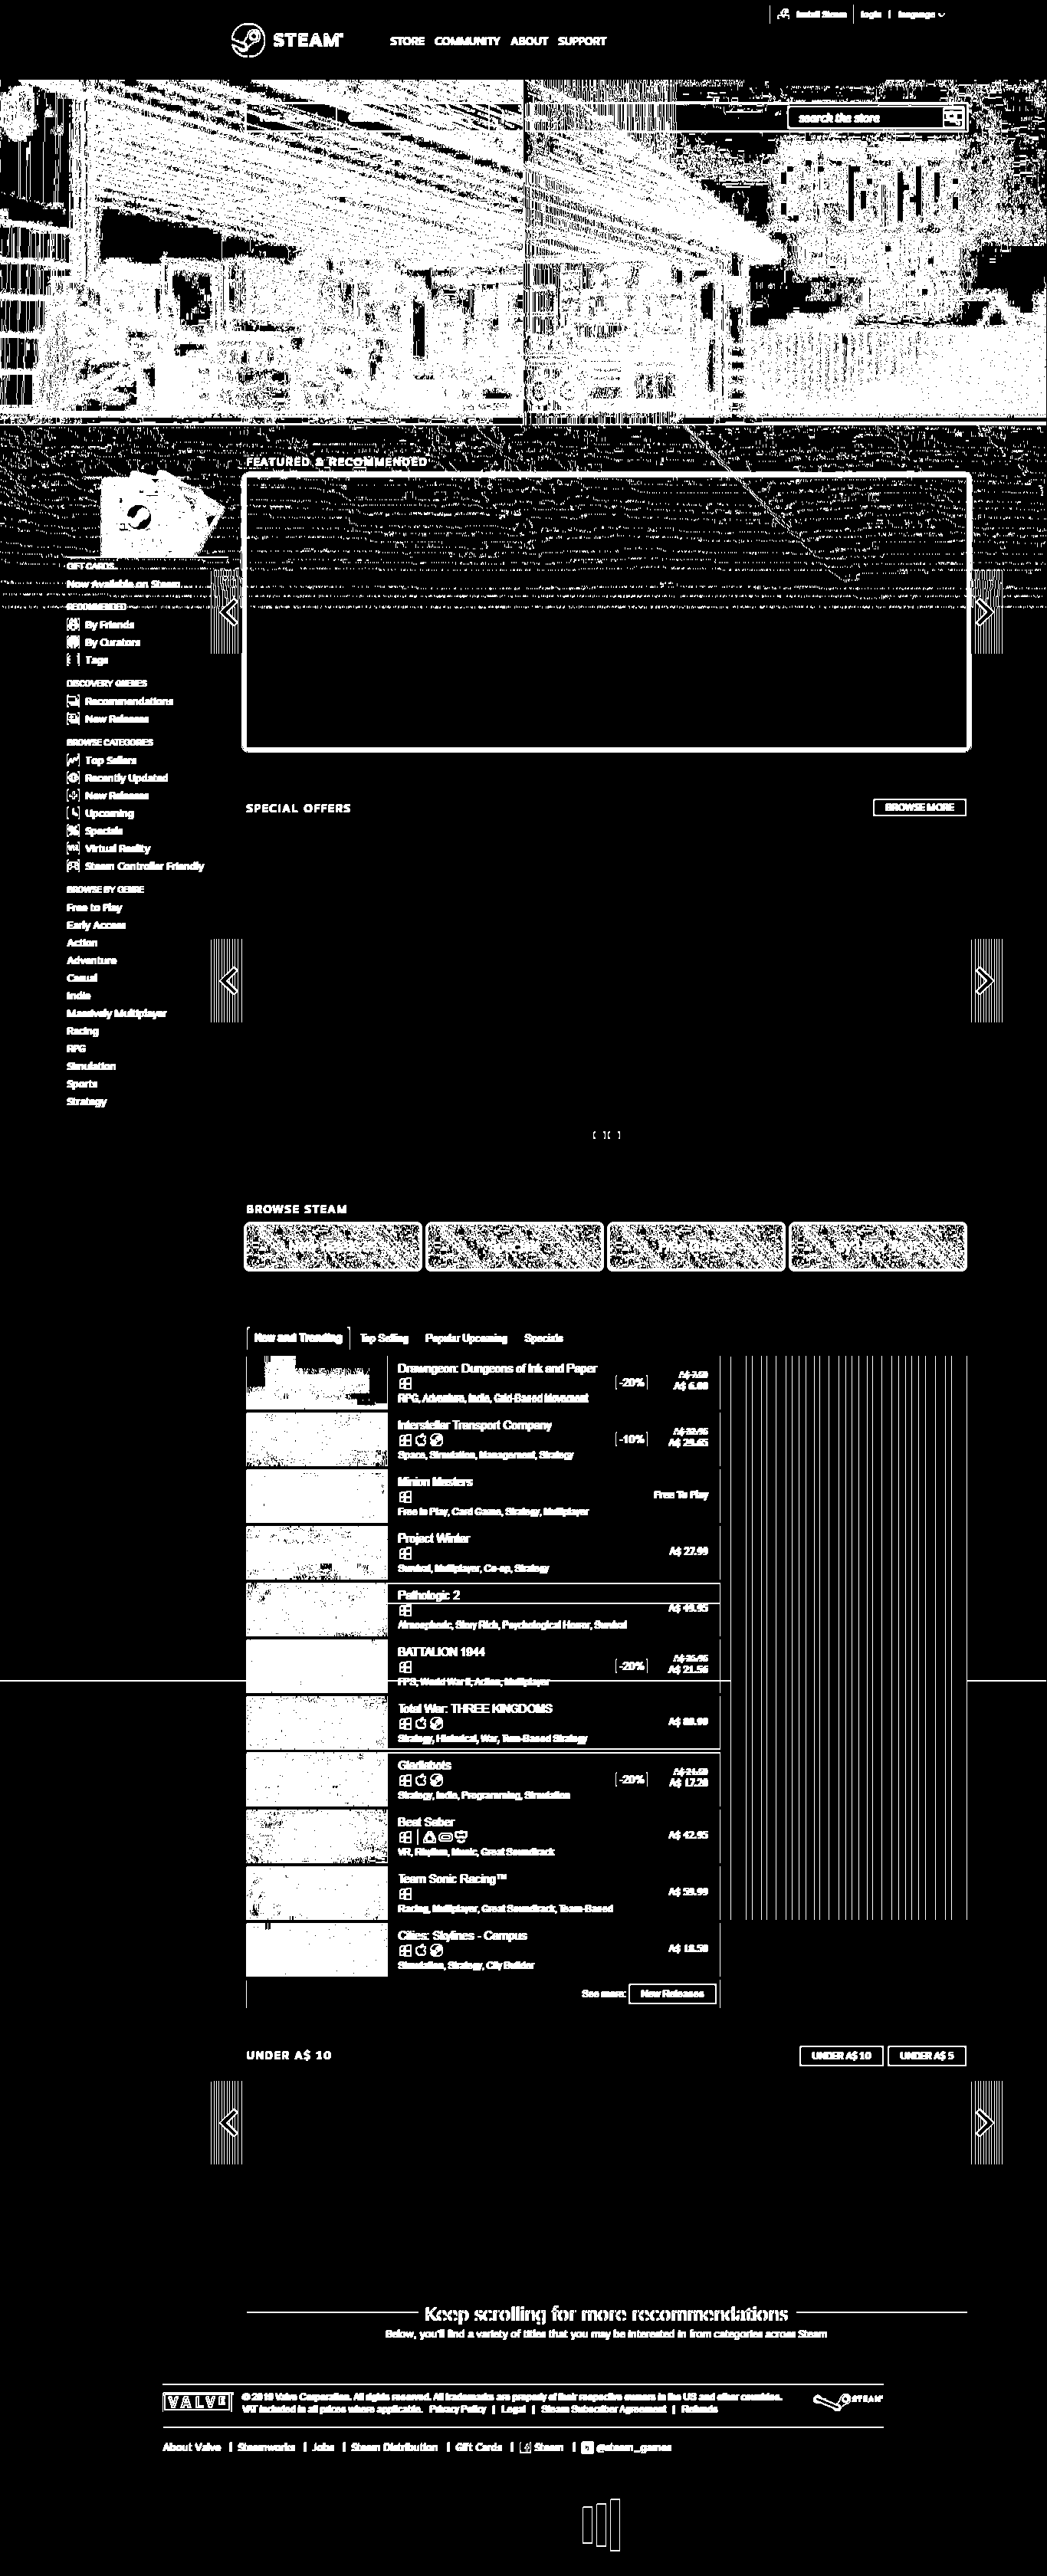 Install Steam
login | language
STEAM®
STORE COMMUNITY ABOUT SUPPORT
search the store
FEATURED & RECOMMENDED
GIFT CARDS
Now Available on Steam
RECOMMENDED
By Friends
By Curators
Tags
DISCOVERY QUEUES
Recommendations
New Releases
BROWSE CATEGORIES
Top Sellers
Recently Updated
New Releases
Upcoming
Specials
Virtual Reality
Steam Controller Friendly
BROWSE BY GENRE
Free to Play
Early Access
Action
Adventure
Casual
Indie
Massively Multiplayer
Racing
RPG
Simulation
Sports
Strategy
SPECIAL OFFERS
BROWSE MORE
BROWSE STEAM
New and Trending Top Selling Popular Upcoming Specials
Drawngeon: Dungeons of Ink and Paper
-20%
A$ 7.50
A$ 6.00
RPG, Adventure, Indie, Grid-Based Movement
Interstellar Transport Company
-10%
A$ 32.95
A$ 29.65
Space, Simulation, Management, Strategy
Minion Masters
Free To Play
Free to Play, Card Game, Strategy, Multiplayer
Project Winter
A$ 27.99
Survival, Multiplayer, Co-op, Strategy
Pathologic 2
A$ 49.95
Atmospheric, Story Rich, Psychological Horror, Survival
BATTALION 1944
-20%
A$ 26.95
A$ 21.56
FPS, World War II, Action, Multiplayer
Total War: THREE KINGDOMS
A$ 89.99
Strategy, Historical, War, Turn-Based Strategy
Gladiabots
-20%
A$ 21.50
A$ 17.20
Strategy, Indie, Programming, Simulation
Beat Saber
A$ 42.95
VR, Rhythm, Music, Great Soundtrack
Team Sonic Racing™
A$ 59.99
Racing, Multiplayer, Great Soundtrack, Team-Based
Cities: Skylines - Campus
A$ 18.50
Simulation, Strategy, City Builder
See more: New Releases
UNDER A$ 10
UNDER A$ 10 UNDER A$ 5
Keep scrolling for more recommendations
Below, you'll find a variety of titles that you may be interested in from categories across Steam
VALVE
© 2019 Valve Corporation. All rights reserved. All trademarks are property of their respective owners in the US and other countries.
VAT included in all prices where applicable. Privacy Policy | Legal | Steam Subscriber Agreement | Refunds
STEAM®
About Valve | Steamworks | Jobs | Steam Distribution | Gift Cards | Steam | @steam_games